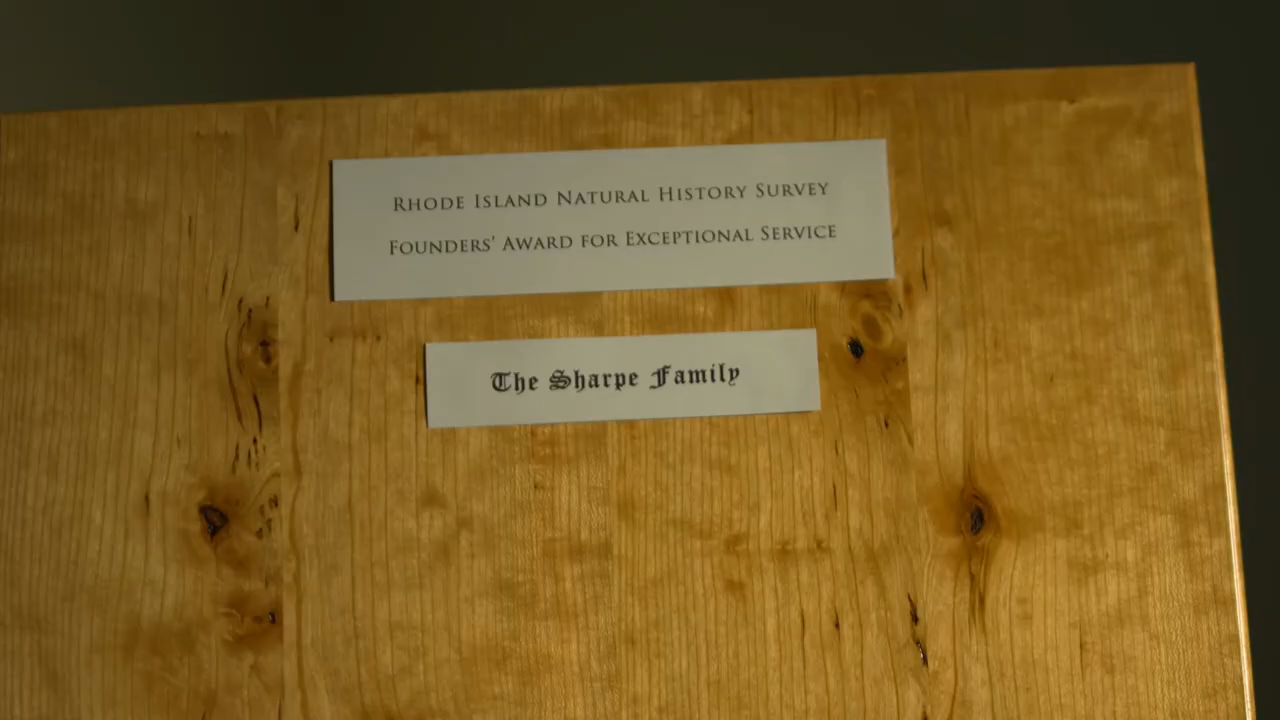 Rhode Island Natural History Survey
Founders' Award for Exceptional Service
The Sharpe Family